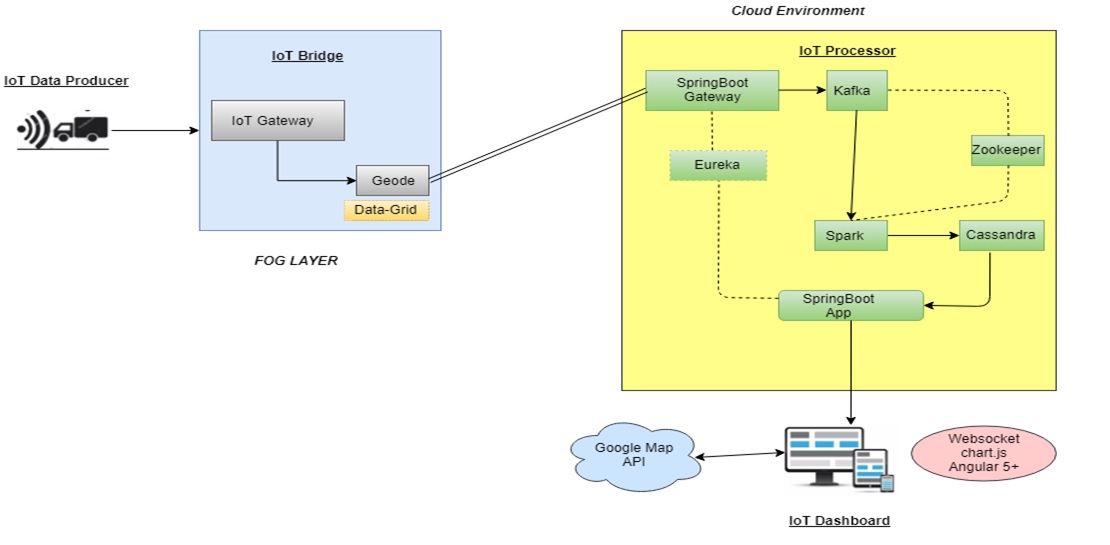 Cloud Environment
IoT Bridge
IoT Processor
IoT Data Producer
SpringBoot
Gateway
Kafka
IoT Gateway
Zookeeper
Eureka
Geode
Data-Grid
Spark
Cassandra
FOG LAYER
SpringBoot
App
Google Map
API
Websocket
chart.js
Angular 5+
IoT Dashboard